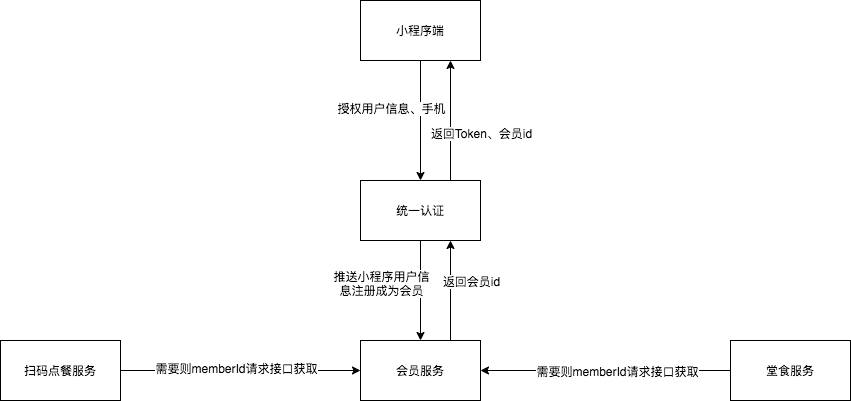 小程序端
授权用户信息、手机
返回Token、会员id
统一认证
推送小程序用户信
息注册成为会员
返回会员id
扫码点餐服务
需要则memberId请求接口获取
会员服务
需要则memberId请求接口获取
堂食服务